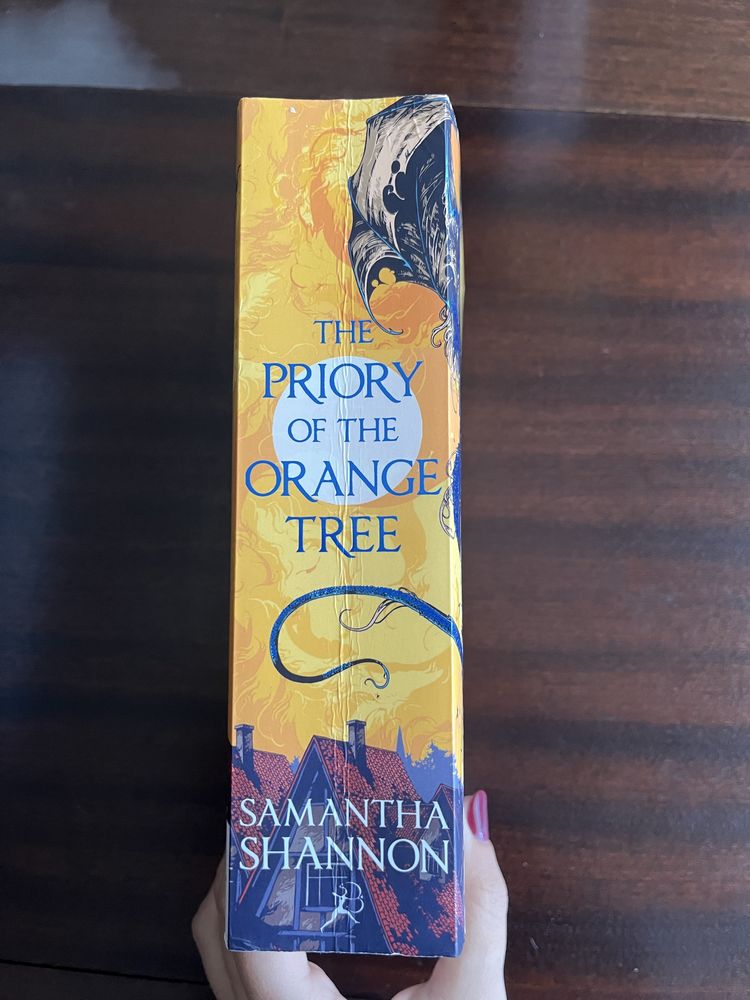 THE
PRIORY
OF THE
ORANGE
TREE
SAMANTHA
SHANNON